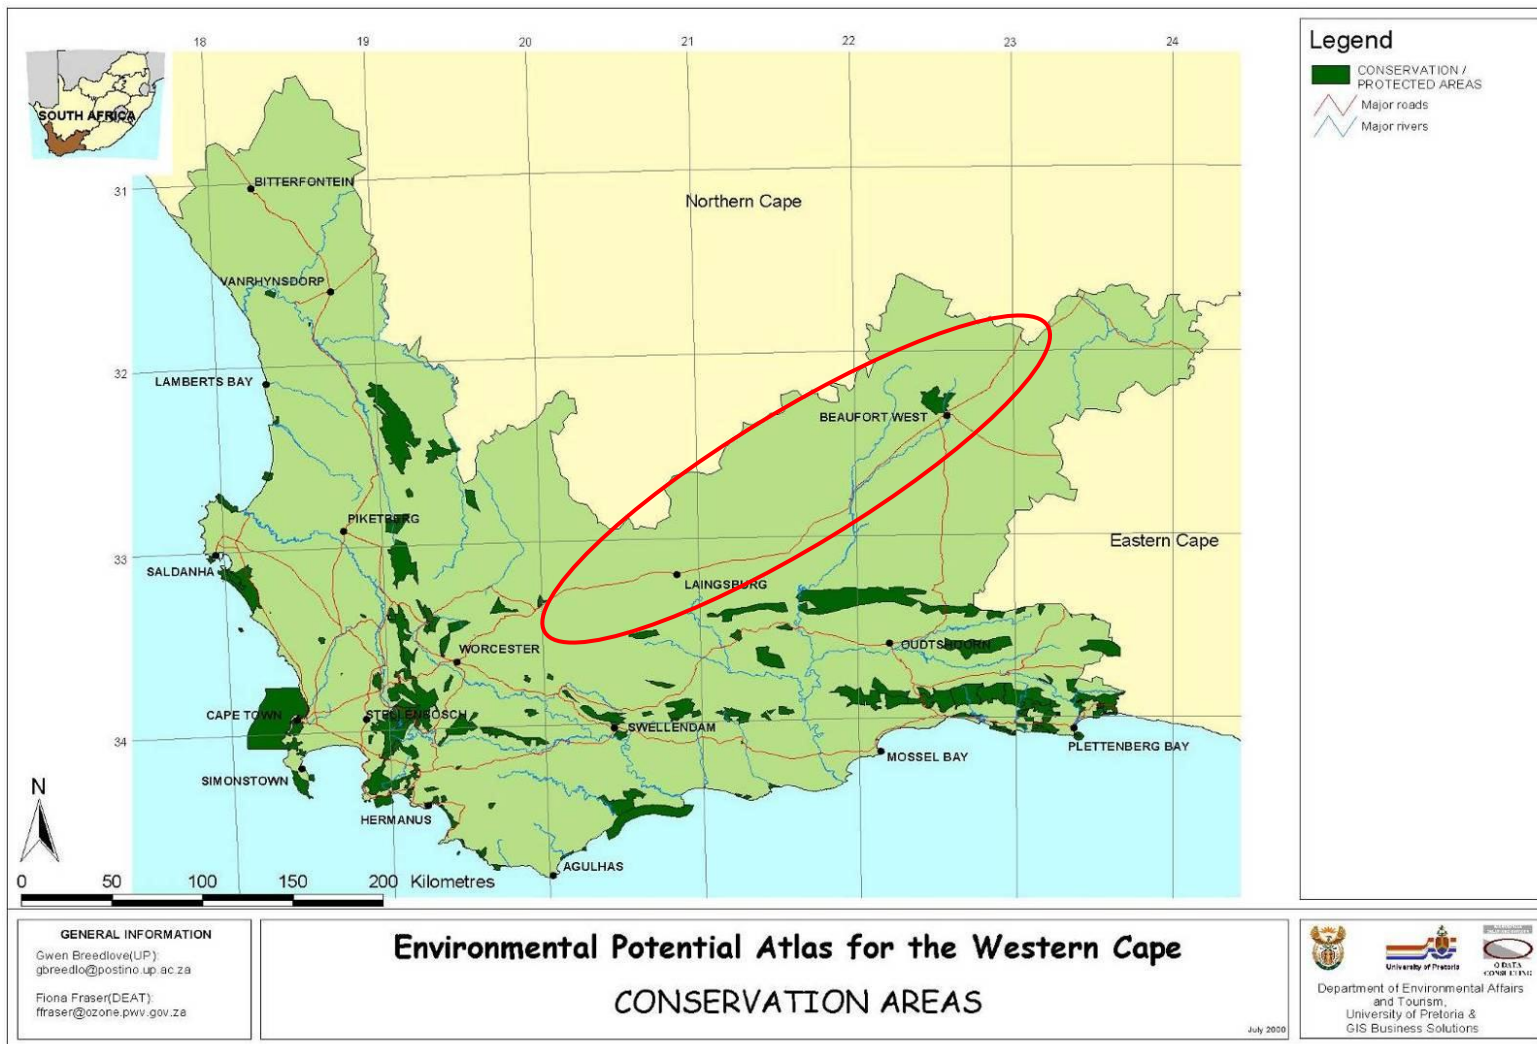 18
19
20
21
22
23
24
SOUTH AFRICA
31
32
33
34
BITTERFONTEIN
Northern Cape
VANRHYNSDORP
LAMBERTS BAY
BEAUFORT WEST
PIKETBERG
Eastern Cape
SALDANHA
LAINGSBURG
WORCESTER
OUDTSHOORN
CAPE TOWN
STELLENBOSCH
SWELLENDAM
PLETTENBERG BAY
MOSSEL BAY
SIMONSTOWN
HERMANUS
AGULHAS
N
0 50 100 150 200 Kilometres
Legend
CONSERVATION /
PROTECTED AREAS
Major roads
Major rivers
GENERAL INFORMATION
Gwen Breedlove(UP):
gbreedlo@postino.up.ac.za
Fiona Fraser(DEAT):
ffraser@ozone.pwv.gov.za
Environmental Potential Atlas for the Western Cape
CONSERVATION AREAS
July 2000
University of Pretoria
Q DATA
CONSULTING
Department of Environmental Affairs
and Tourism,
University of Pretoria &
GIS Business Solutions